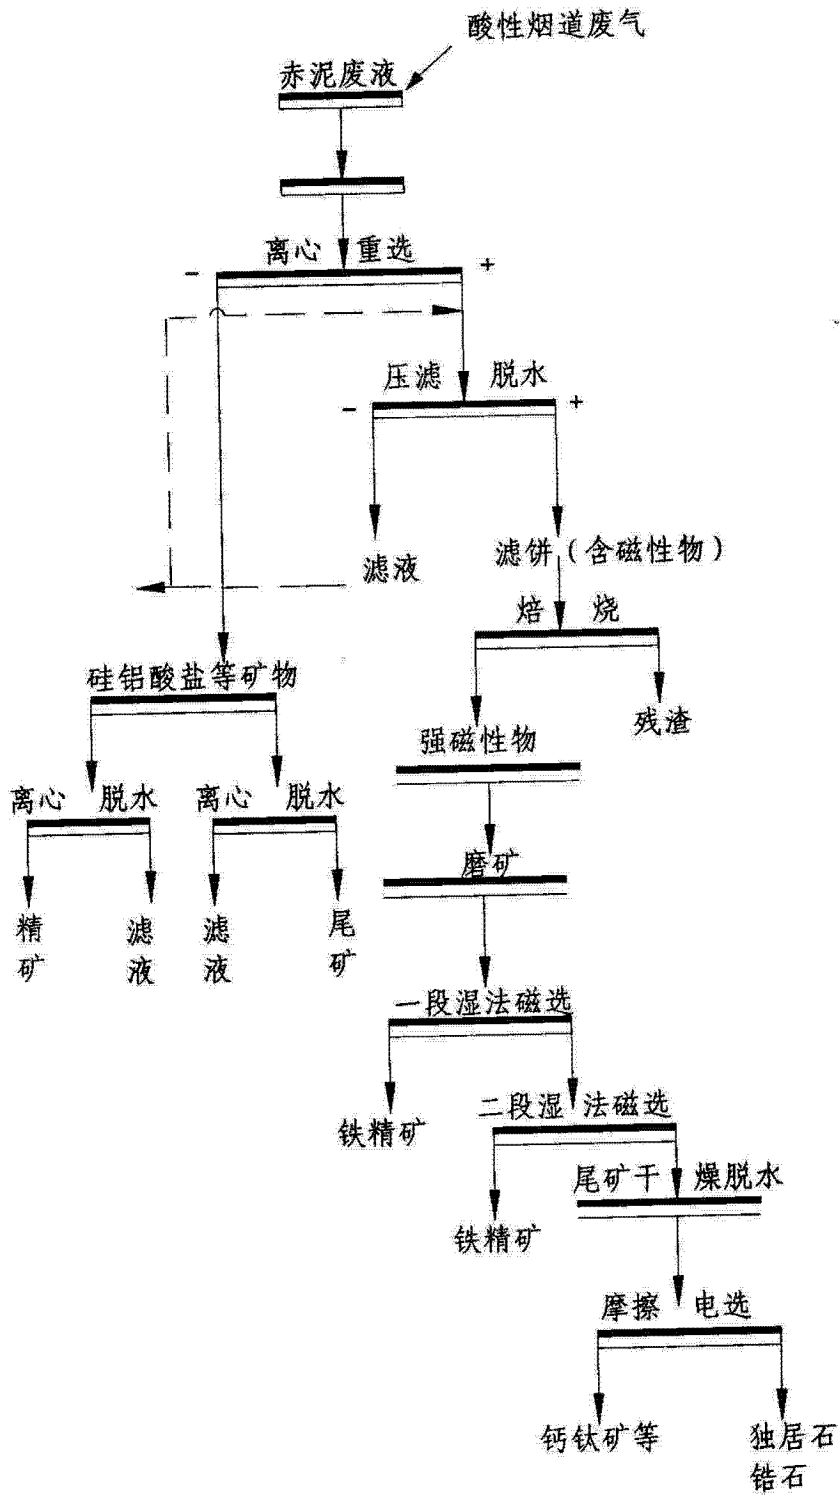 酸性烟道废气
赤泥废液
离心 重选
- +
压滤 脱水
- +
滤液
滤饼(含磁性物)
焙 烧
硅铝酸盐等矿物
残渣
强磁性物
离心 脱水 离心 脱水
磨矿
精矿
滤液
滤液
尾矿
一段湿法磁选
二段湿 法磁选
铁精矿
尾矿干 燥脱水
铁精矿
摩擦 电选
钙钛矿等
独居石
锆石